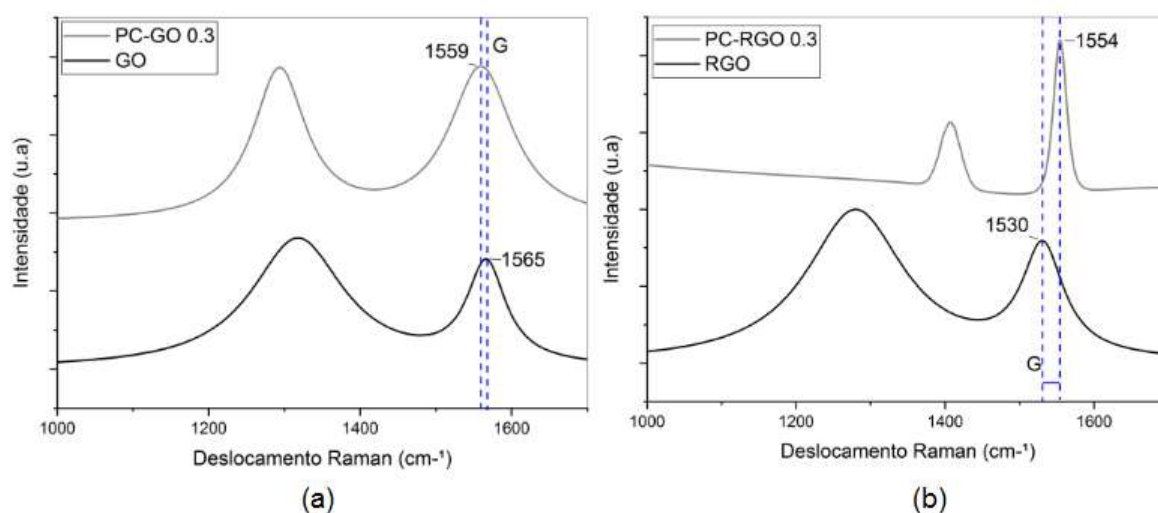 PC-GO 0.3
GO
1559
G
1565
Intensidade (u.a)
1000
1200
1400
1600
Deslocamento Raman (cm-¹)
(a)
PC-RGO 0.3
RGO
1554
1530
G
Intensidade (u.a)
1000
1200
1400
1600
Deslocamento Raman (cm-¹)
(b)